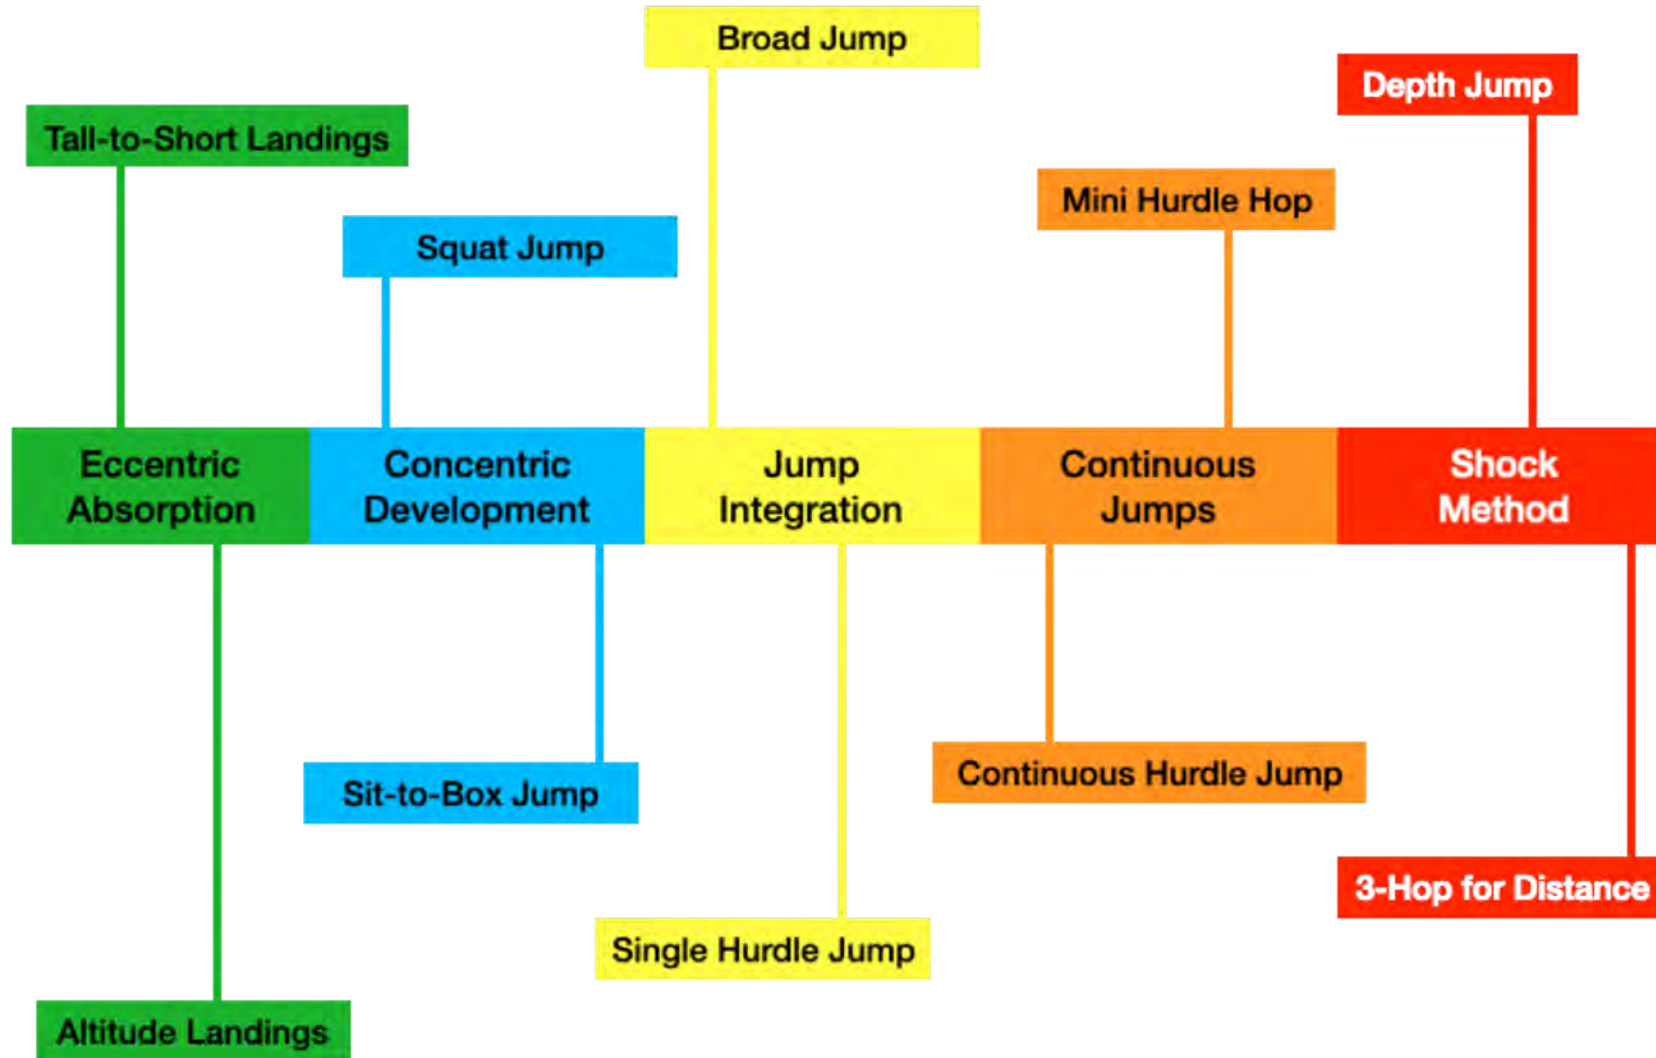 Broad Jump
Depth Jump
Tall-to-Short Landings
Mini Hurdle Hop
Squat Jump
Eccentric
Absorption
Concentric
Development
Jump
Integration
Continuous
Jumps
Shock
Method
Continuous Hurdle Jump
Sit-to-Box Jump
3-Hop for Distance
Single Hurdle Jump
Altitude Landings